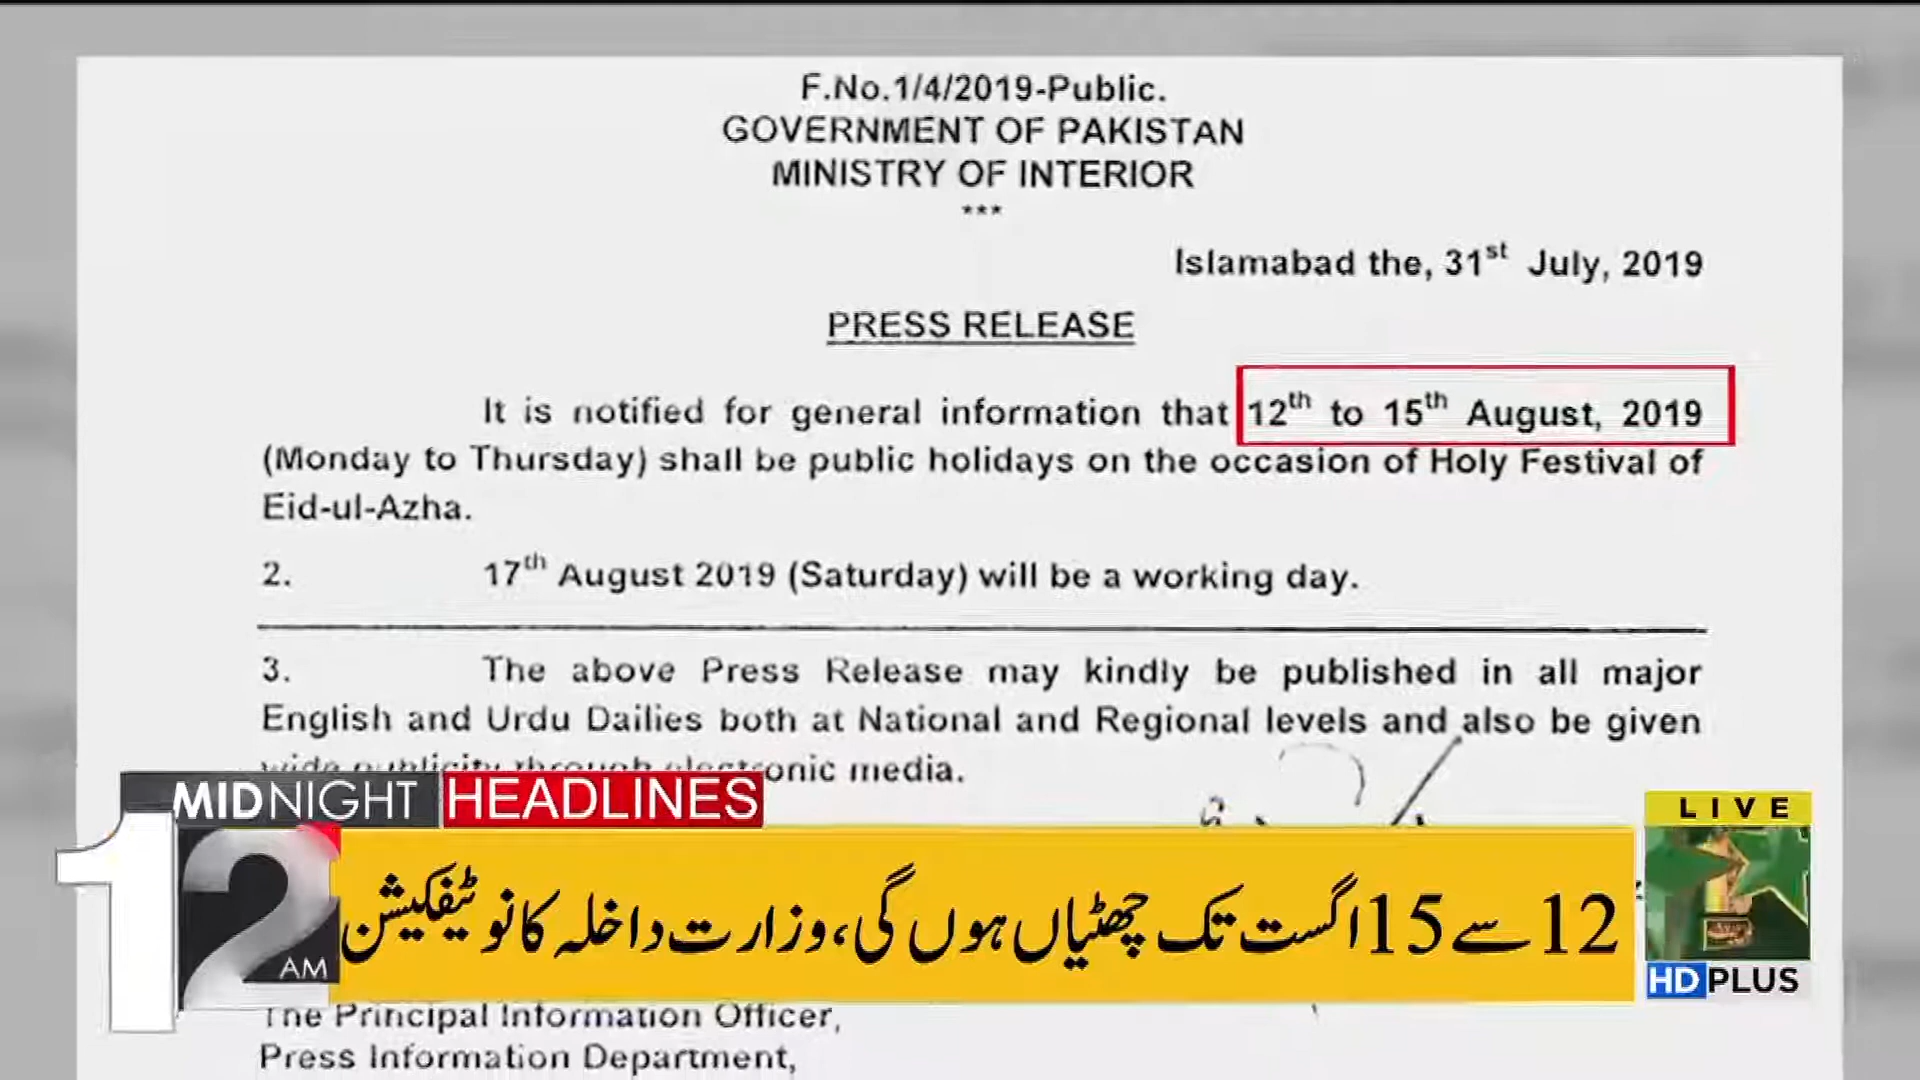 F.No.1/4/2019-Public.
GOVERNMENT OF PAKISTAN
MINISTRY OF INTERIOR
***
Islamabad the, 31st July, 2019
PRESS RELEASE
It is notified for general information that 12th to 15th August, 2019
(Monday to Thursday) shall be public holidays on the occasion of Holy Festival of
Eid-ul-Azha.
2. 17th August 2019 (Saturday) will be a working day.
3. The above Press Release may kindly be published in all major
English and Urdu Dailies both at National and Regional levels and also be given
wide publicity through electronic media.
MIDNIGHT HEADLINES
12 AM
12 سے 15 اگست تک چھٹیاں ہوں گی، وزارت داخلہ کا نوٹیفکیشن
LIVE
HD PLUS
The Principal Information Officer,
Press Information Department,